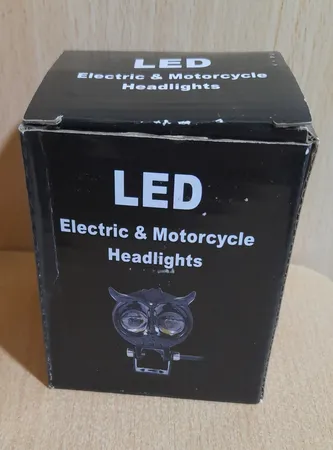 LED
Electric & Motorcycle
Headlights
LED
Electric & Motorcycle
Headlights